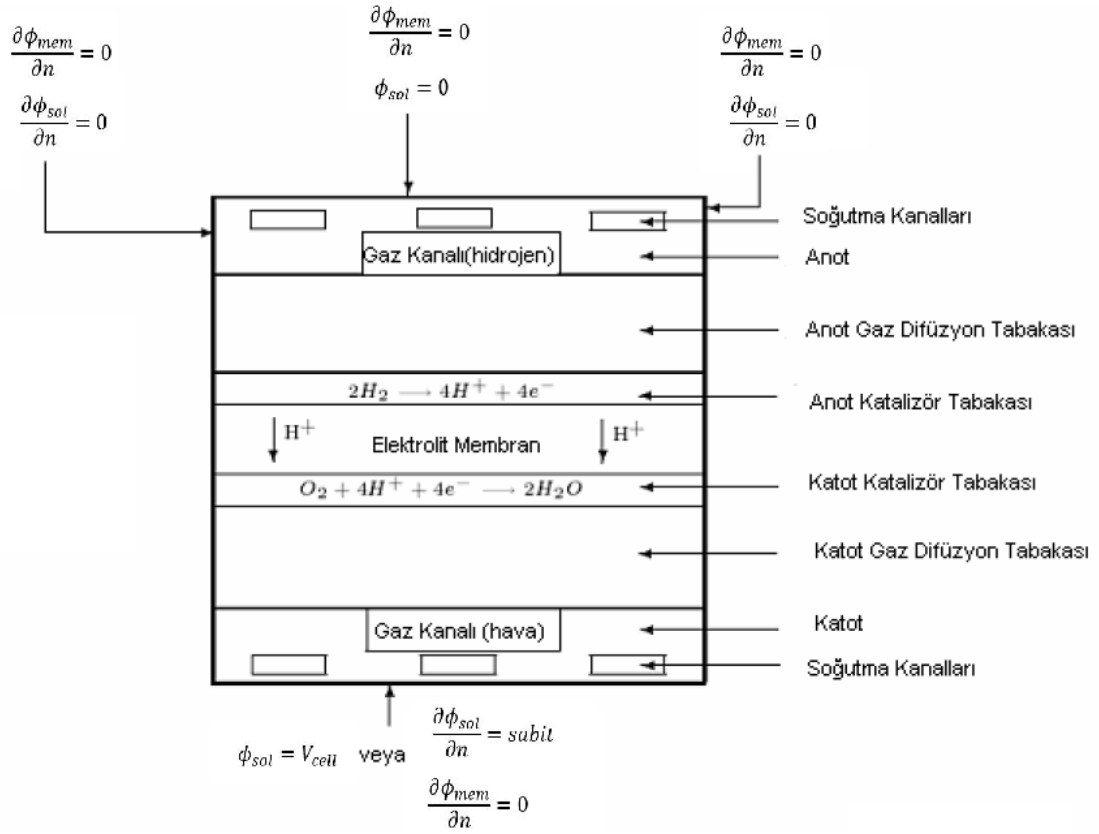 ∂ϕ_mem/∂n = 0
∂ϕ_sol/∂n = 0
∂ϕ_mem/∂n = 0
ϕ_sol = 0
∂ϕ_mem/∂n = 0
∂ϕ_sol/∂n = 0
Soğutma Kanalları
Gaz Kanalı(hidrojen)
Anot
Anot Gaz Difüzyon Tabakası
2H₂ → 4H⁺ + 4e⁻
Anot Katalizör Tabakası
H⁺
Elektrolit Membran
H⁺
O₂ + 4H⁺ + 4e⁻ → 2H₂O
Katot Katalizör Tabakası
Katot Gaz Difüzyon Tabakası
Gaz Kanalı (hava)
Katot
Soğutma Kanalları
ϕ_sol = V_cell veya ∂ϕ_sol/∂n = sabit
∂ϕ_mem/∂n = 0